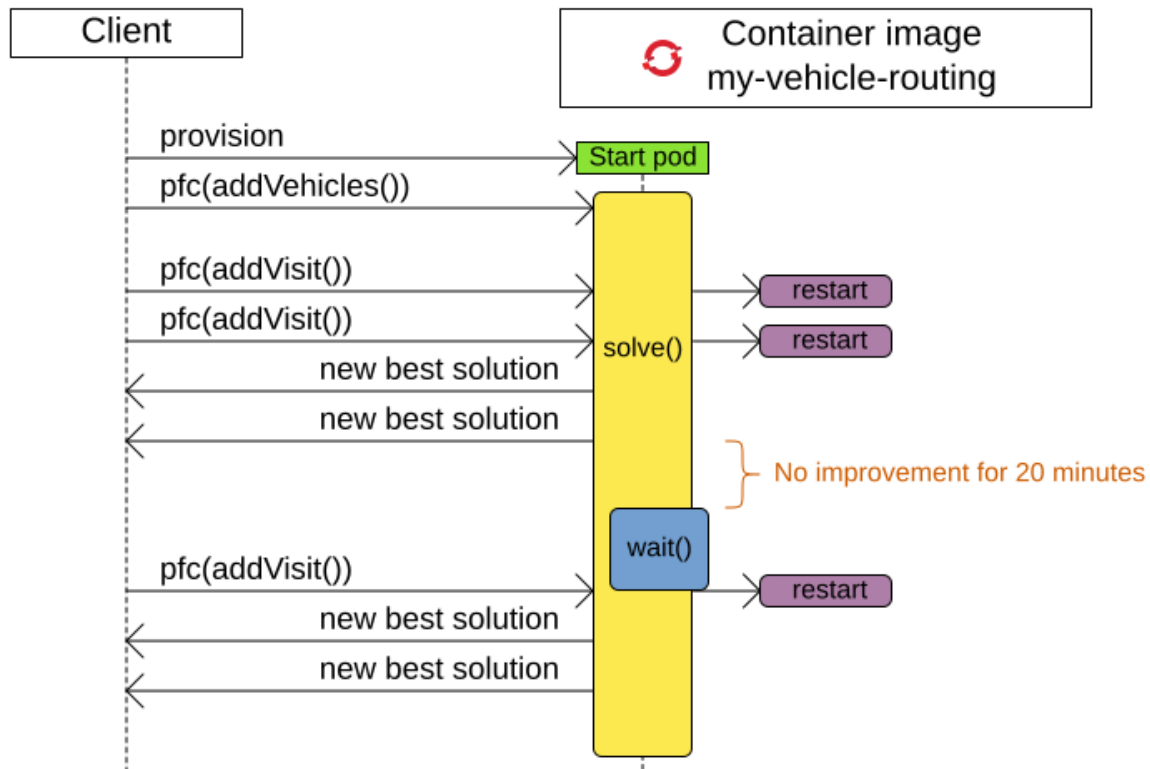 Client
Container image
my-vehicle-routing
provision
Start pod
pfc(addVehicles())
pfc(addVisit())
restart
pfc(addVisit())
restart
solve()
new best solution
new best solution
No improvement for 20 minutes
wait()
pfc(addVisit())
restart
new best solution
new best solution